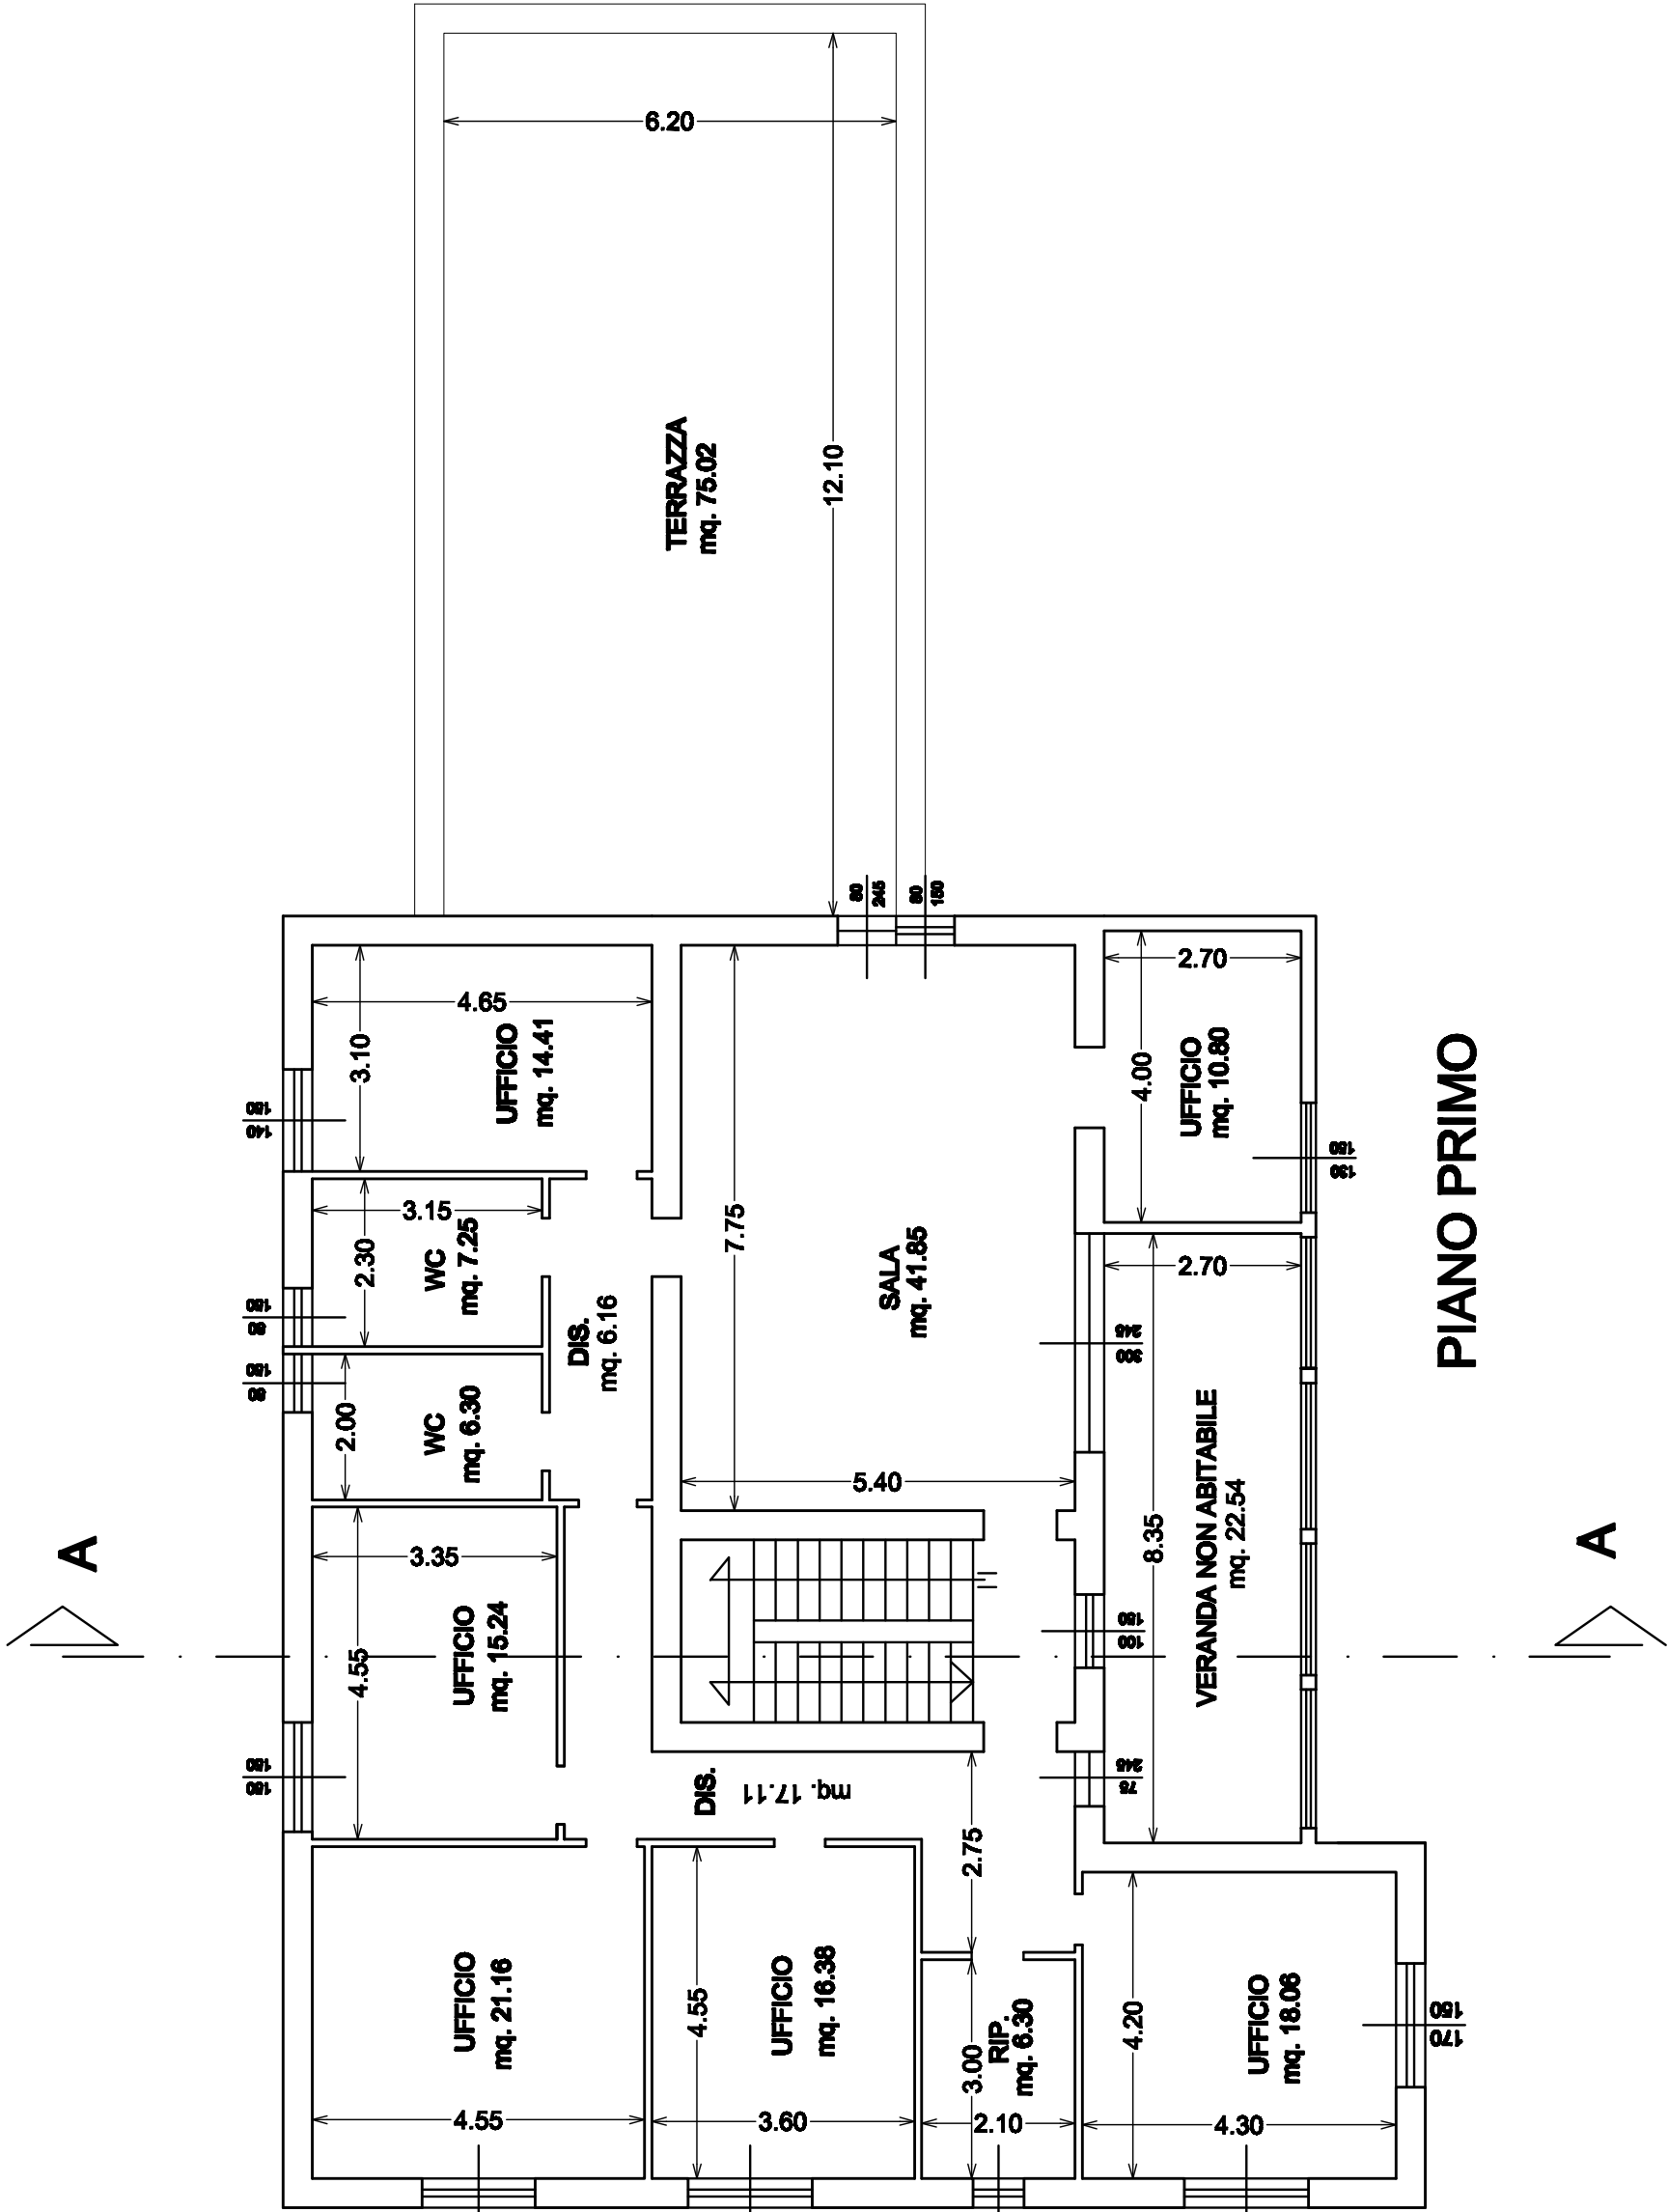 6.20
TERRAZZA
mq. 75.02
12.10
80
245
80
150
4.65
3.10
UFFICIO
mq. 14.41
150
140
2.70
4.00
UFFICIO
mq. 10.80
150
130
3.15
2.30
WC
mq. 7.25
150
80
7.75
SALA
mq. 41.85
DIS.
mq. 6.16
2.70
245
300
PIANO PRIMO
150
80
2.00
WC
mq. 6.30
5.40
8.35
VERANDA NON ABITABILE
mq. 22.54
A
A
3.35
4.55
UFFICIO
mq. 15.24
150
100
150
150
DIS.
mq. 17.11
245
75
2.75
UFFICIO
mq. 21.16
4.55
4.55
UFFICIO
mq. 16.38
3.60
3.00
RIP.
mq. 6.30
2.10
4.20
UFFICIO
mq. 18.06
4.30
150
170